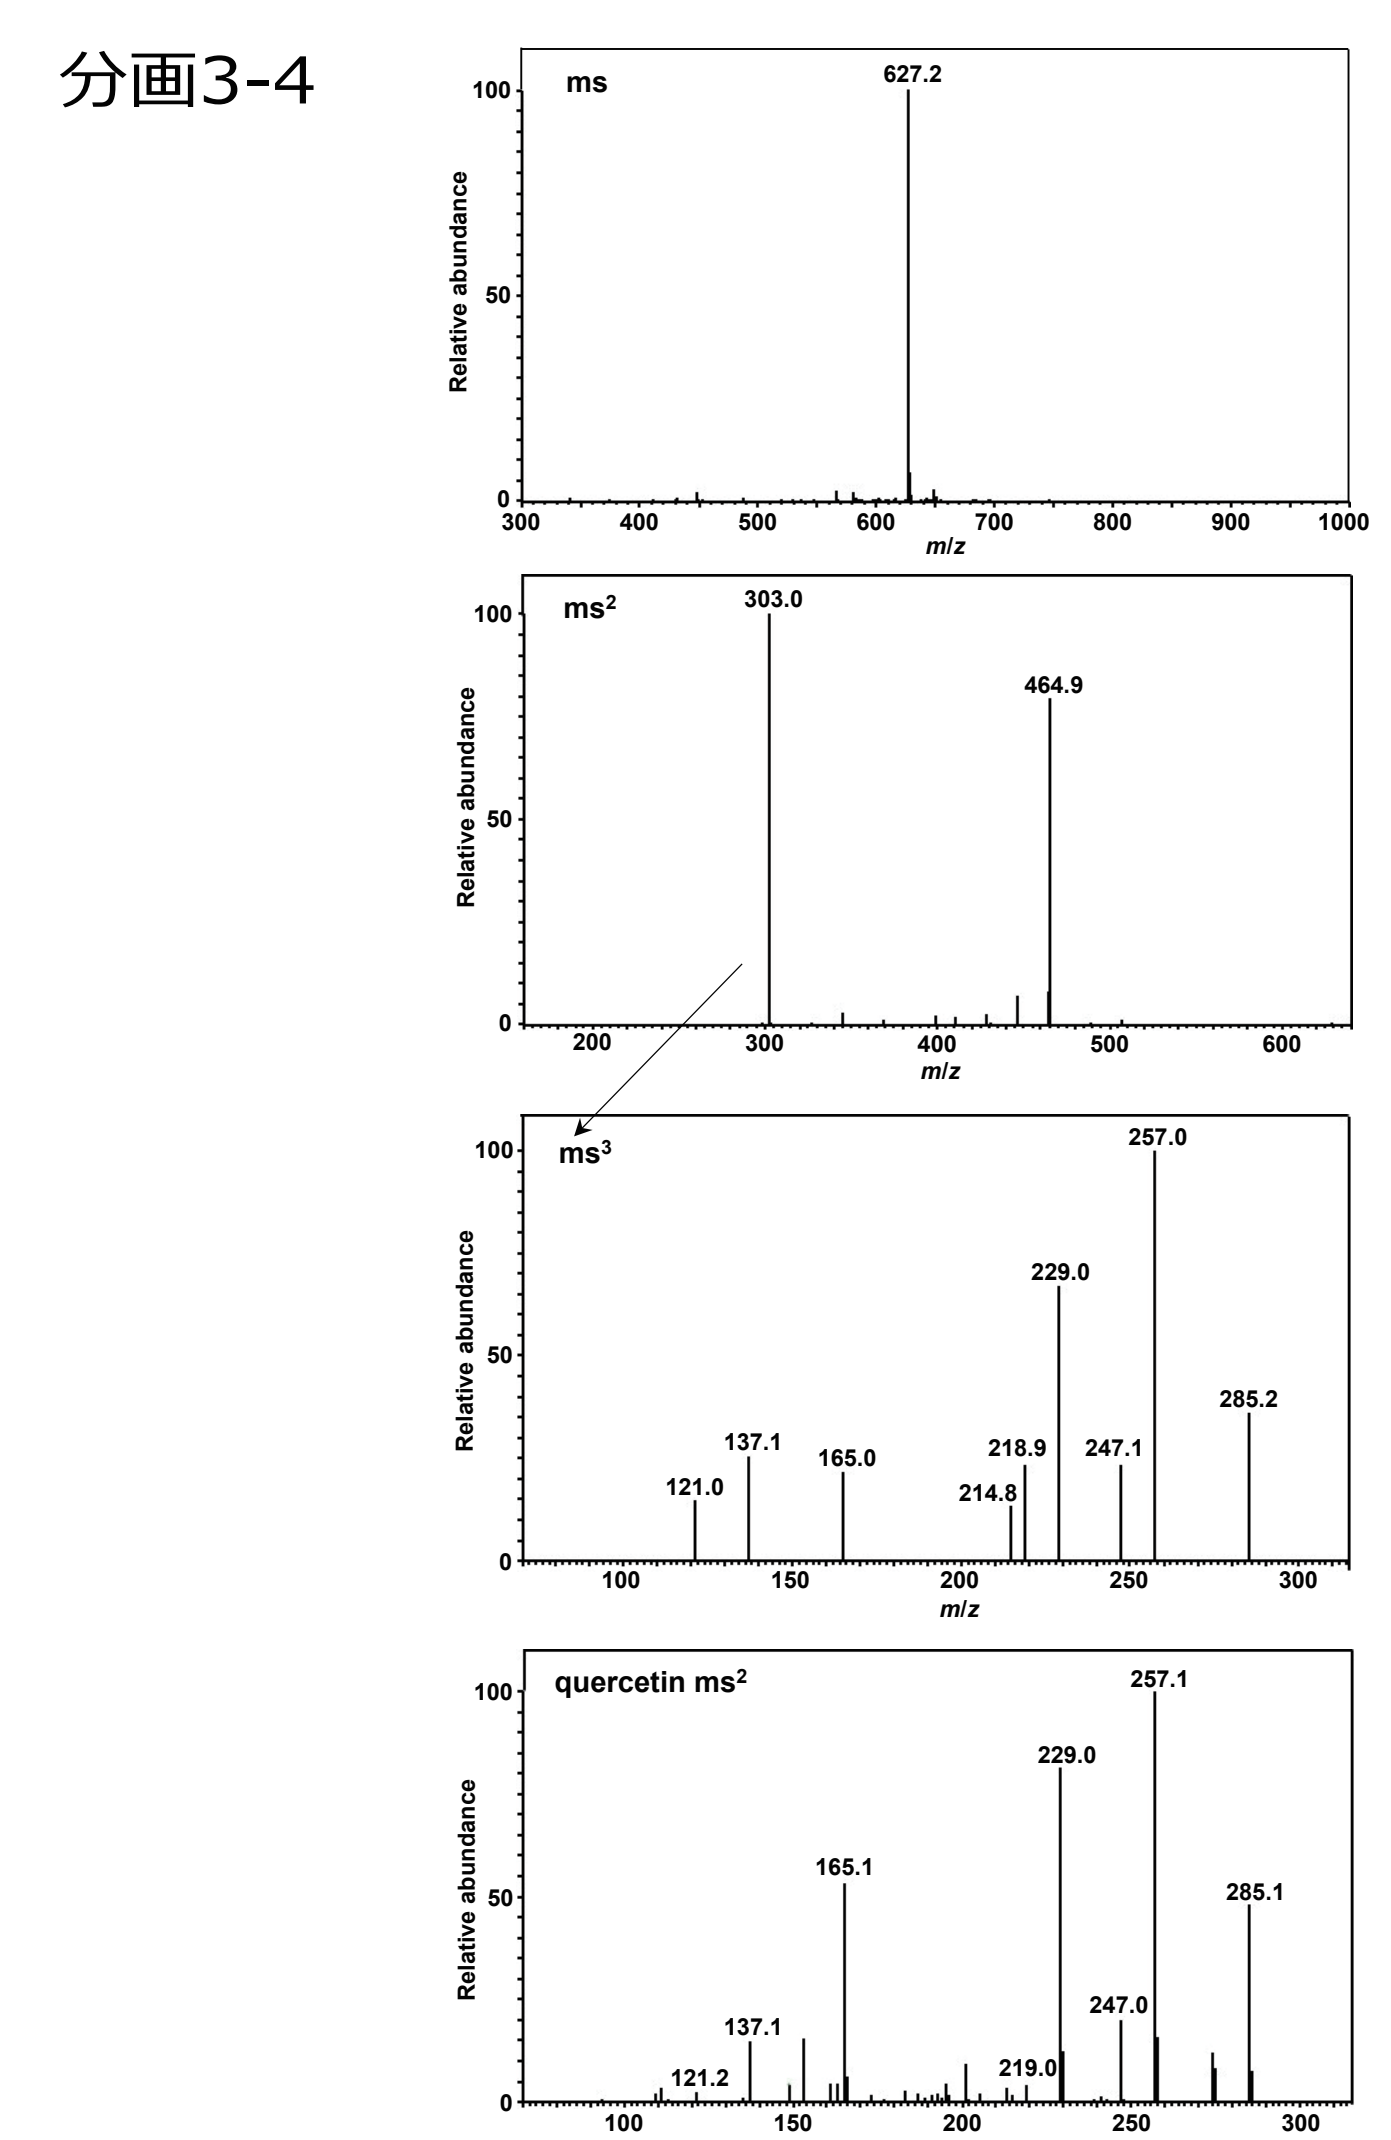 分画3-4
ms
627.2
Relative abundance
100
50
0
300 400 500 600 700 800 900 1000
m/z
ms2
303.0
464.9
Relative abundance
100
50
0
200 300 400 500 600
m/z
ms3
257.0
229.0
285.2
137.1
165.0
218.9
247.1
121.0
214.8
Relative abundance
100
50
0
100 150 200 250 300
m/z
quercetin ms2
257.1
229.0
165.1
285.1
247.0
137.1
219.0
121.2
Relative abundance
100
50
0
100 150 200 250 300